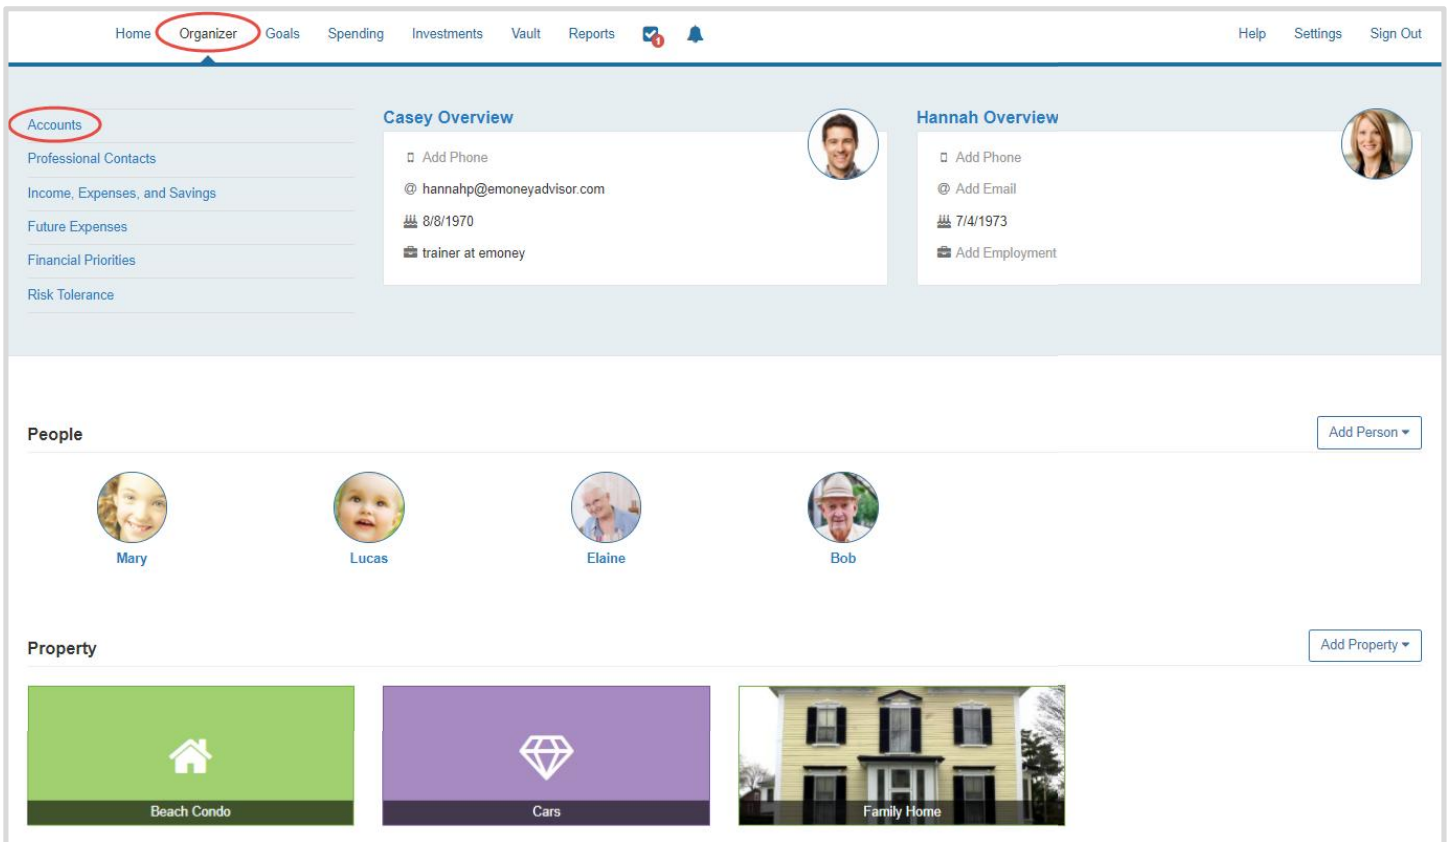 Home Organizer Goals Spending Investments Vault Reports 1 Help Settings Sign Out
Accounts
Professional Contacts
Income, Expenses, and Savings
Future Expenses
Financial Priorities
Risk Tolerance
Casey Overview
Add Phone
@ hannahp@emoneyadvisor.com
8/8/1970
trainer at emoney
Hannah Overview
Add Phone
@ Add Email
7/4/1973
Add Employment
People
Add Person
Mary
Lucas
Elaine
Bob
Property
Add Property
Beach Condo
Cars
Family Home